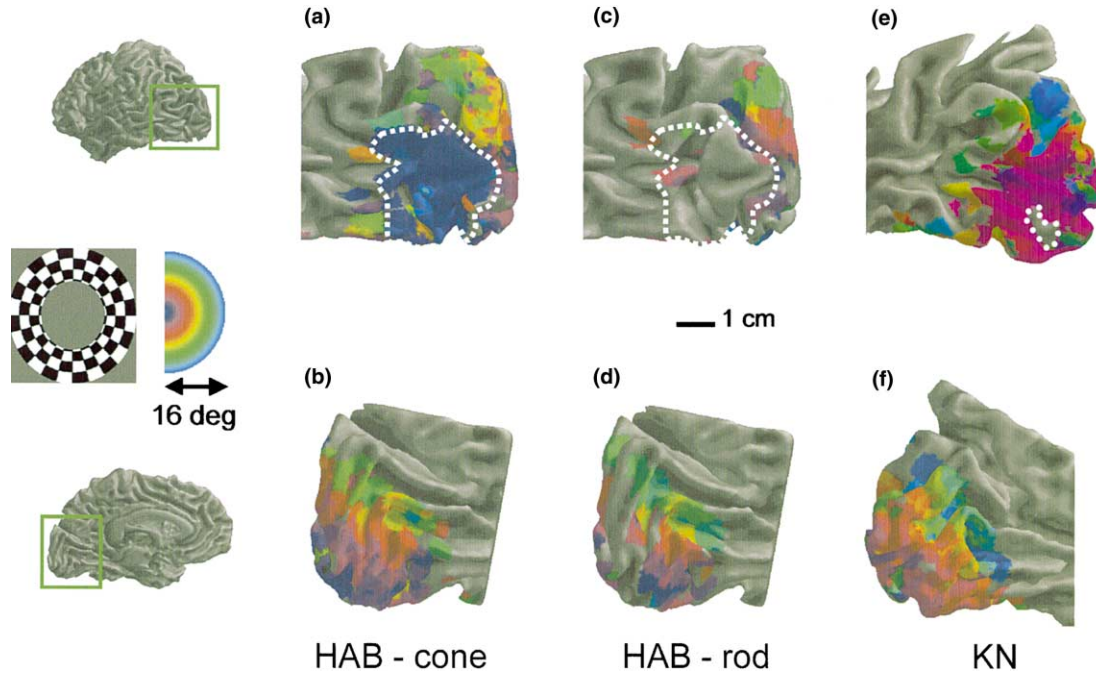 (a)
(c)
(e)
1 cm
16 deg
(b)
(d)
(f)
HAB - cone
HAB - rod
KN